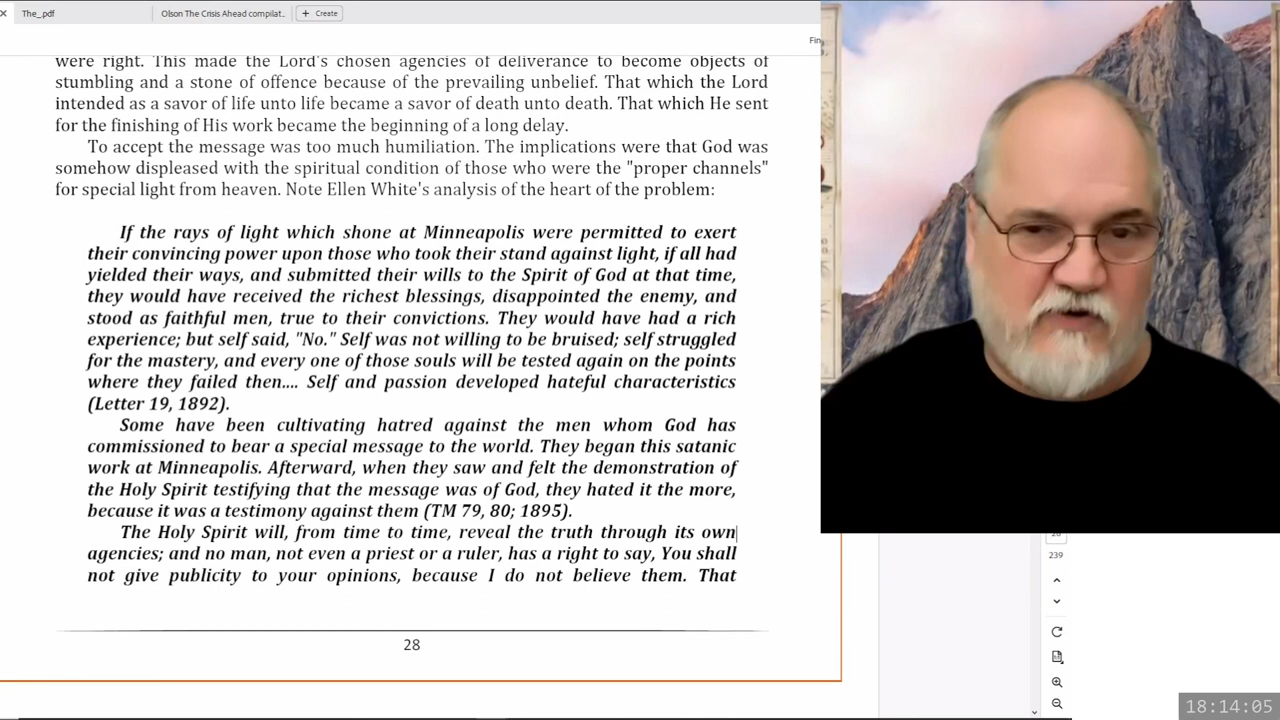 The_.pdf
Olson The Crisis Ahead compilat..
+ Create
Fin
were right. This made the Lord's chosen agencies of deliverance to become objects of
stumbling and a stone of offence because of the prevailing unbelief. That which the Lord
intended as a savor of life unto life became a savor of death unto death. That which He sent
for the finishing of His work became the beginning of a long delay.
To accept the message was too much humiliation. The implications were that God was
somehow displeased with the spiritual condition of those who were the "proper channels"
for special light from heaven. Note Ellen White's analysis of the heart of the problem:
If the rays of light which shone at Minneapolis were permitted to exert
their convincing power upon those who took their stand against light, if all had
yielded their ways, and submitted their wills to the Spirit of God at that time,
they would have received the richest blessings, disappointed the enemy, and
stood as faithful men, true to their convictions. They would have had a rich
experience; but self said, "No." Self was not willing to be bruised; self struggled
for the mastery, and every one of those souls will be tested again on the points
where they failed then.... Self and passion developed hateful characteristics
(Letter 19, 1892).
Some have been cultivating hatred against the men whom God has
commissioned to bear a special message to the world. They began this satanic
work at Minneapolis. Afterward, when they saw and felt the demonstration of
the Holy Spirit testifying that the message was of God, they hated it the more,
because it was a testimony against them (TM 79, 80; 1895).
The Holy Spirit will, from time to time, reveal the truth through its own
agencies; and no man, not even a priest or a ruler, has a right to say, You shall
not give publicity to your opinions, because I do not believe them. That
28
239
18:14:05